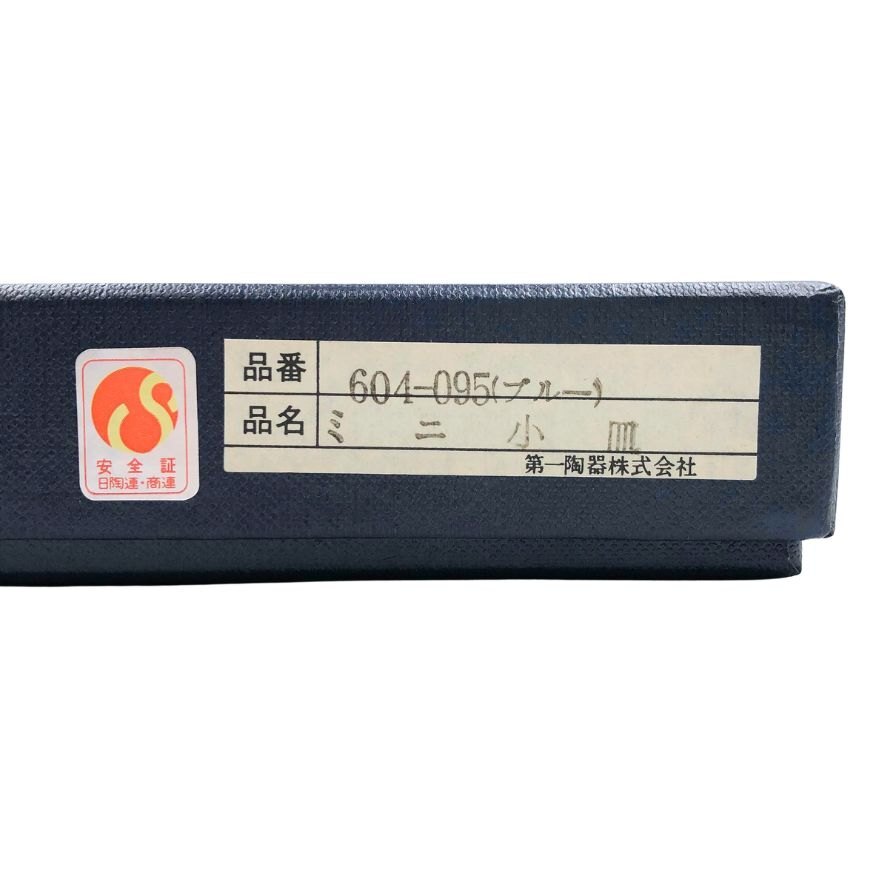 安全証
日陶連・商連
品番 604-095(ブルー)
品名 ミニ小皿
第一陶器株式会社